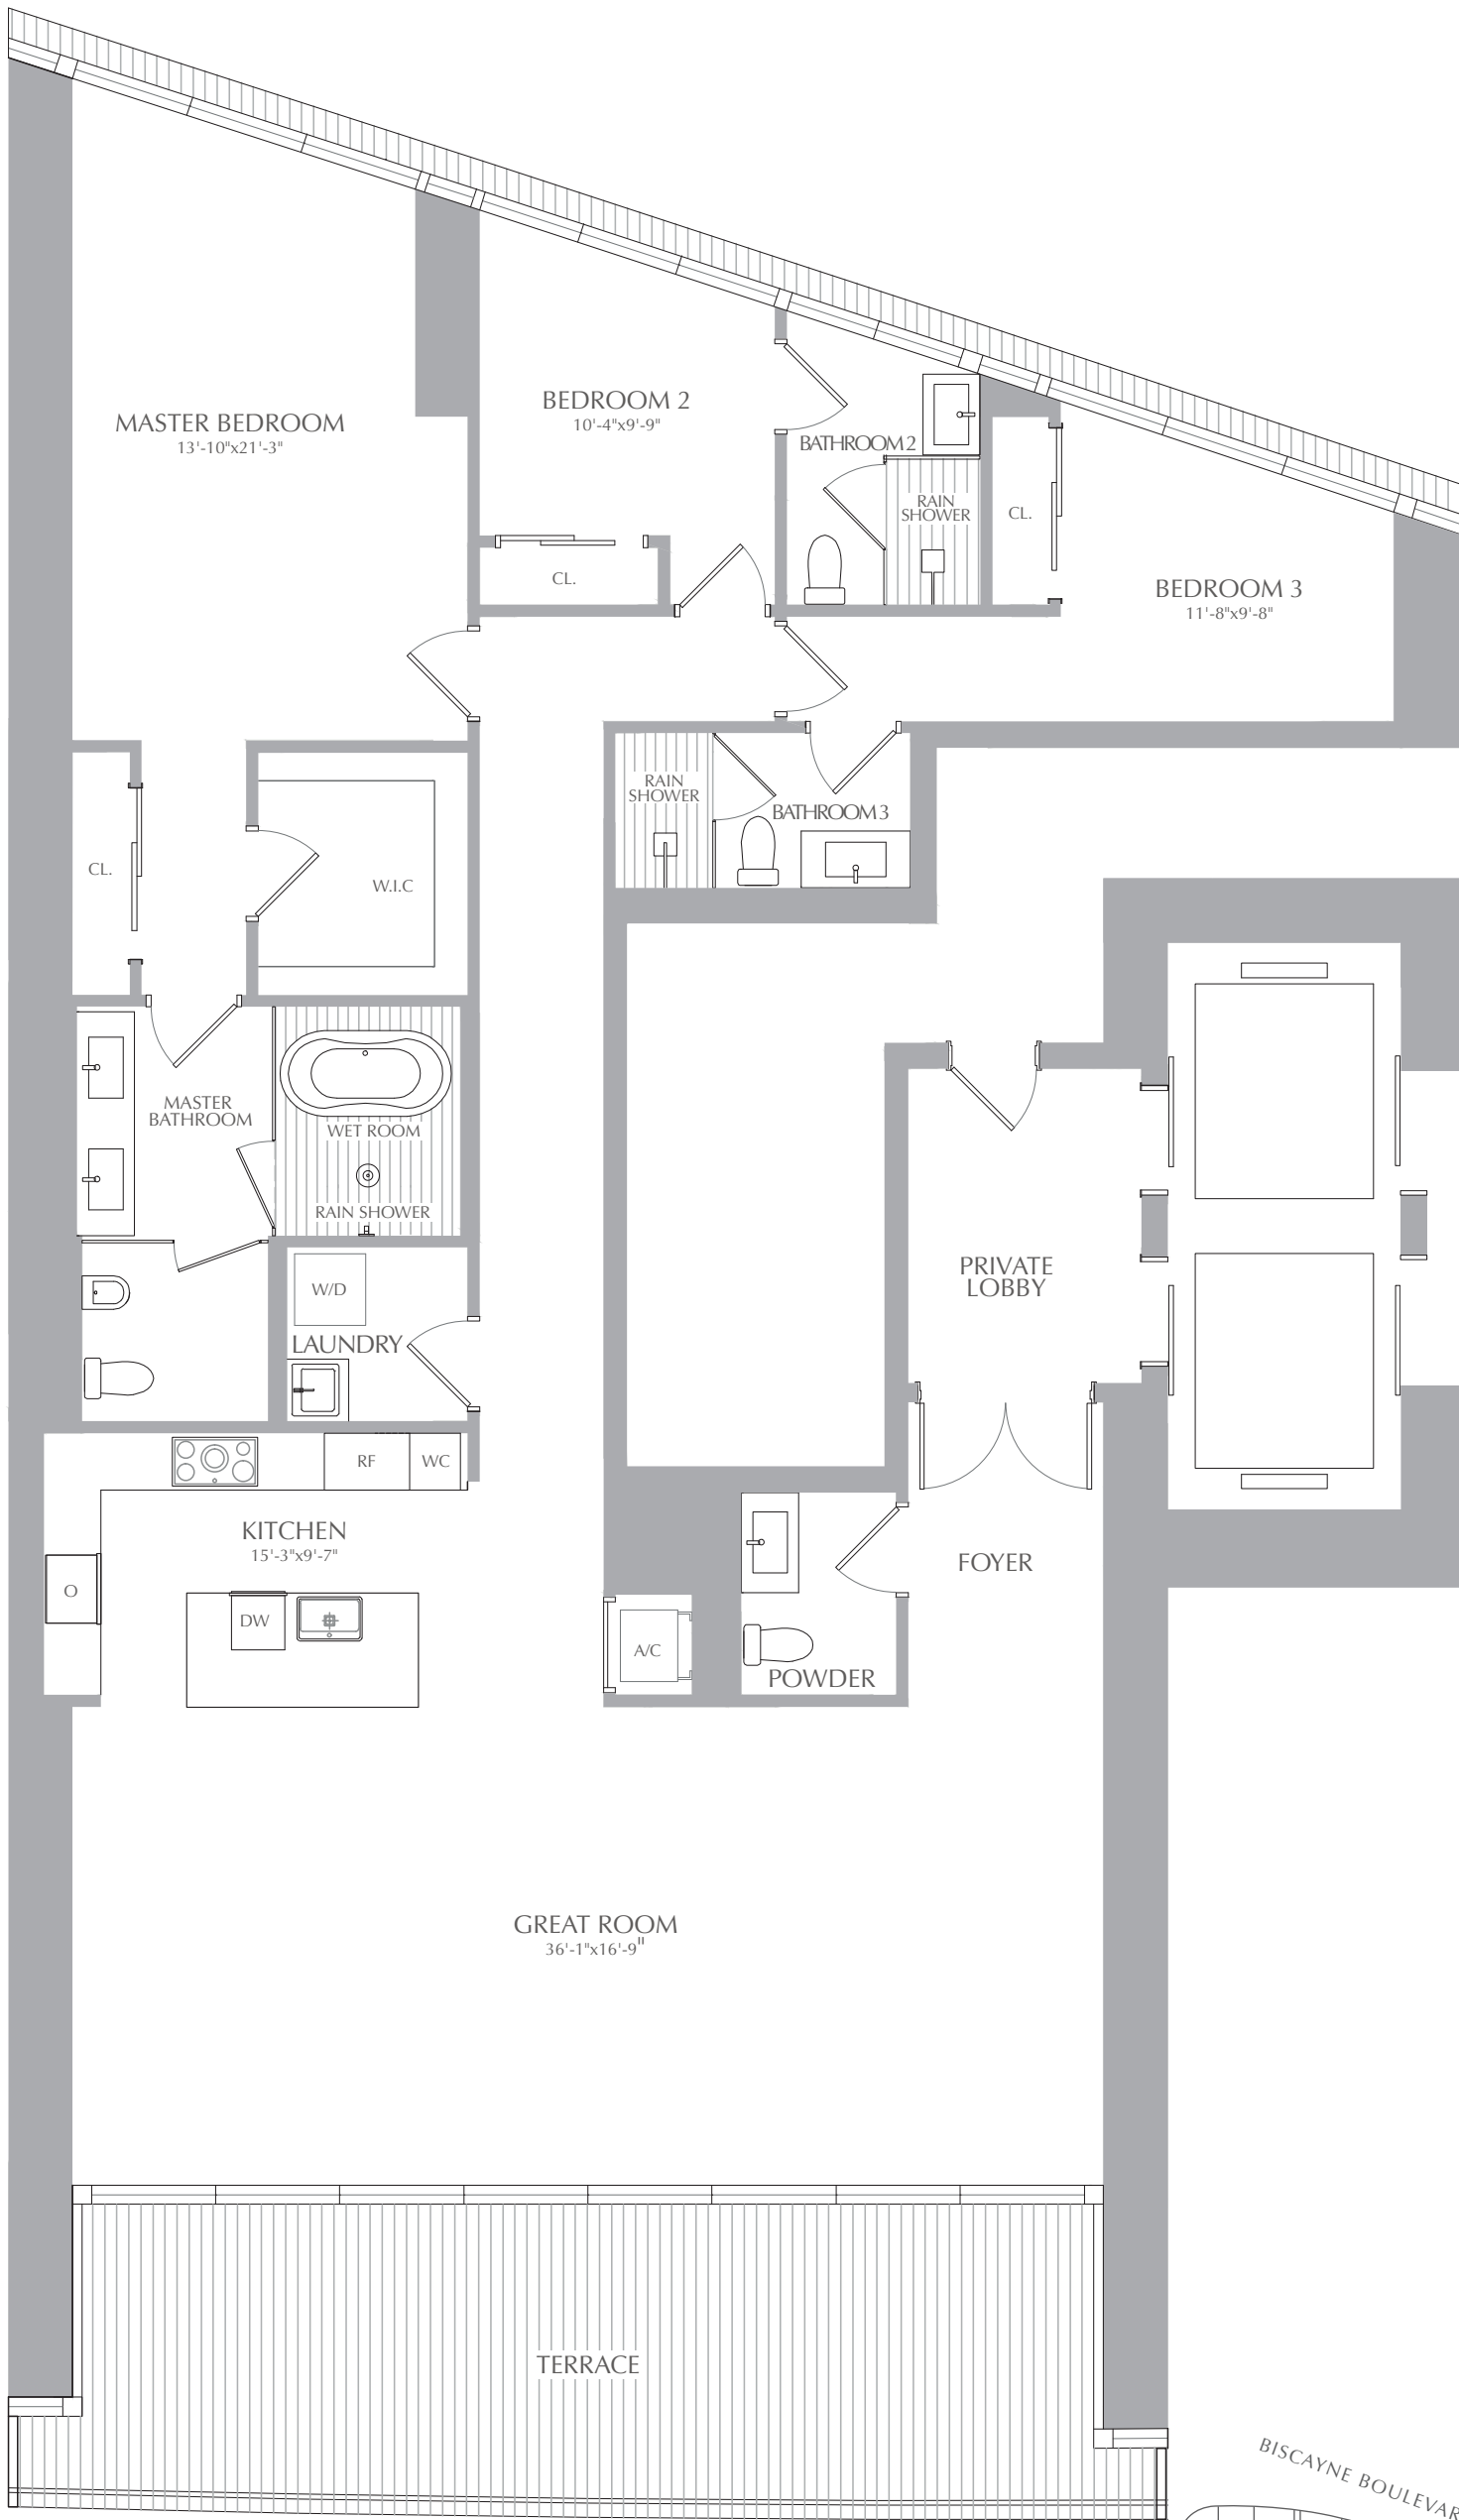 MASTER BEDROOM
13'-10"x21'-3"
BEDROOM 2
10'-4"x9'-9"
BATHROOM 2
RAIN
SHOWER
CL.
CL.
BEDROOM 3
11'-8"x9'-8"
RAIN
SHOWER
BATHROOM 3
CL.
W.I.C
MASTER
BATHROOM
WET ROOM
RAIN SHOWER
W/D
LAUNDRY
PRIVATE
LOBBY
RF
WC
KITCHEN
15'-3"x9'-7"
O
DW
A/C
FOYER
POWDER
GREAT ROOM
36'-1"x16'-9"
TERRACE
BISCAYNE BOULEVAR